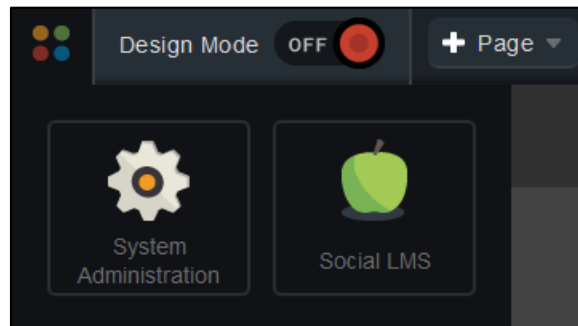 Design Mode OFF Page
System
Administration
Social LMS